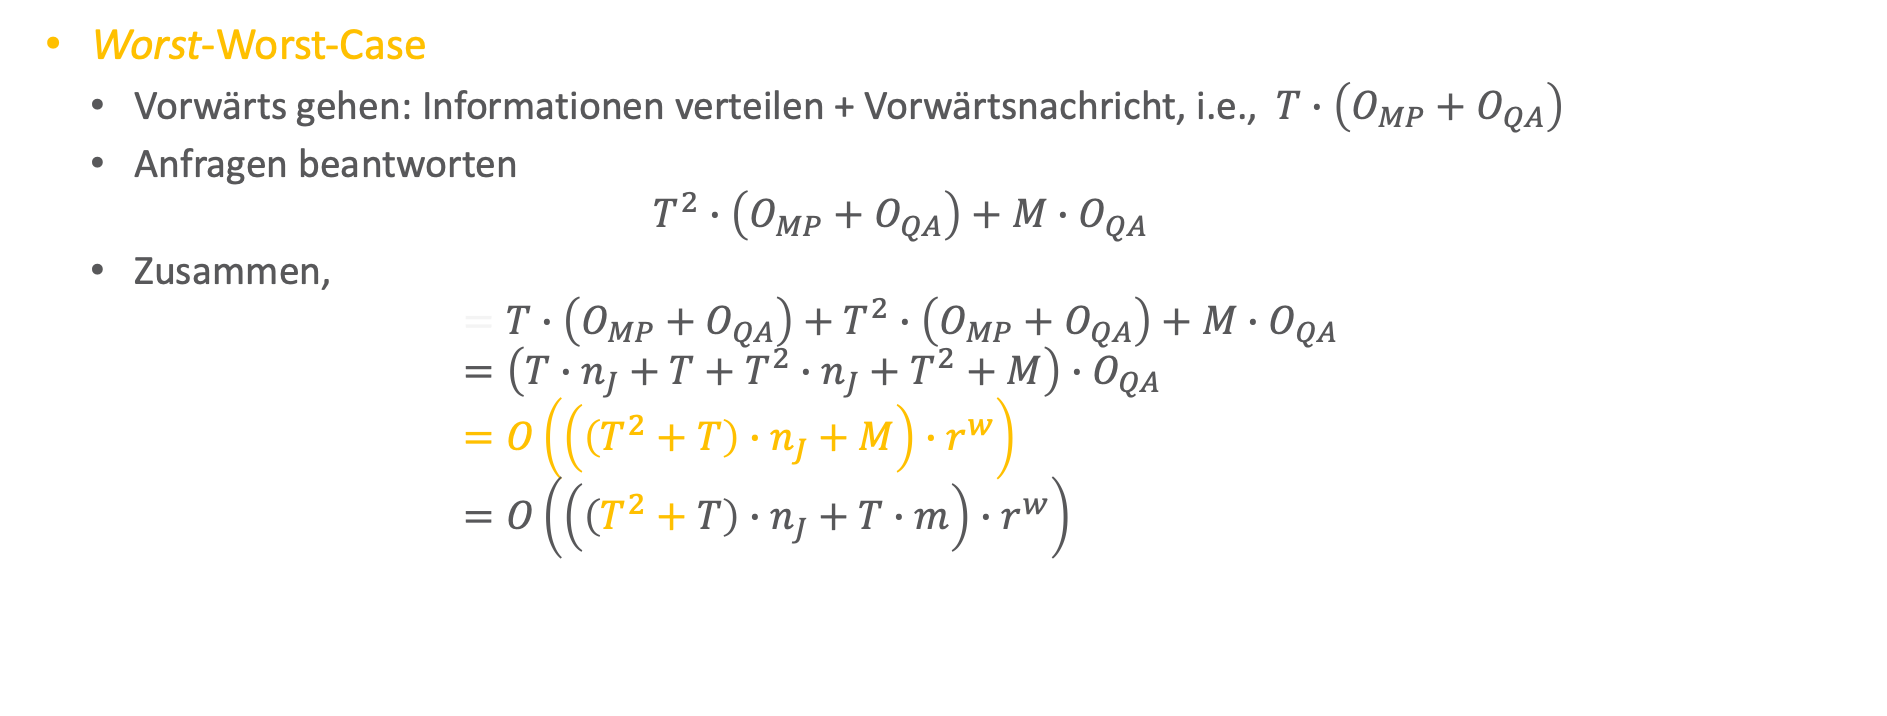 • Worst-Worst-Case
• Vorwärts gehen: Informationen verteilen + Vorwärtsnachricht, i.e., T · (O_MP + O_QA)
• Anfragen beantworten
T² · (O_MP + O_QA) + M · O_QA
• Zusammen,
= T · (O_MP + O_QA) + T² · (O_MP + O_QA) + M · O_QA
= (T · n_J + T + T² · n_J + T² + M) · O_QA
= O(((T² + T) · n_J + M) · r^w)
= O(((T² + T) · n_J + T · m) · r^w)